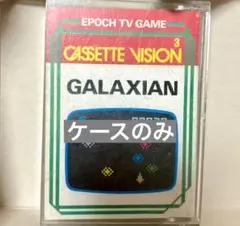 EPOCH TV GAME
3
CASSETTE VISION
GALAXIAN
ケースのみ